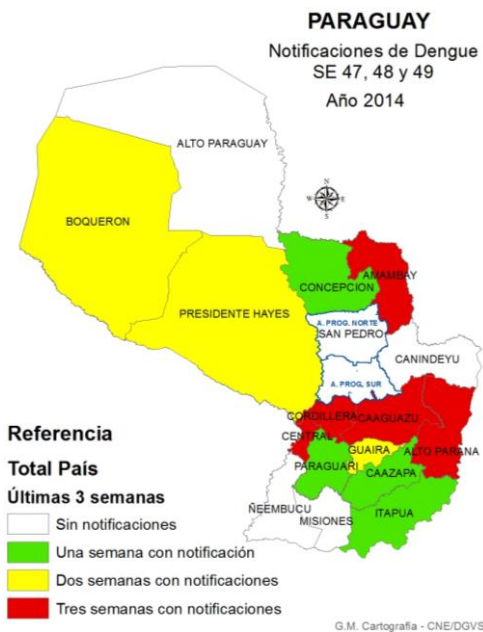 PARAGUAY
Notificaciones de Dengue
SE 47, 48 y 49
Año 2014
ALTO PARAGUAY
N
W
E
S
BOQUERON
AMAMBAY
CONCEPCION
PRESIDENTE HAYES
A. PROG. NORTE
SAN PEDRO
CANINDEYU
A. PROG. SUR
CORDILLERA
CAAGUAZU
CENTRAL
GUAIRA
ALTO PARANA
PARAGUARI
CAAZAPA
ÑEEMBUCU
MISIONES
ITAPUA
Referencia
Total País
Últimas 3 semanas
Sin notificaciones
Una semana con notificación
Dos semanas con notificaciones
Tres semanas con notificaciones
G.M. Cartografia - CNE/DGVS